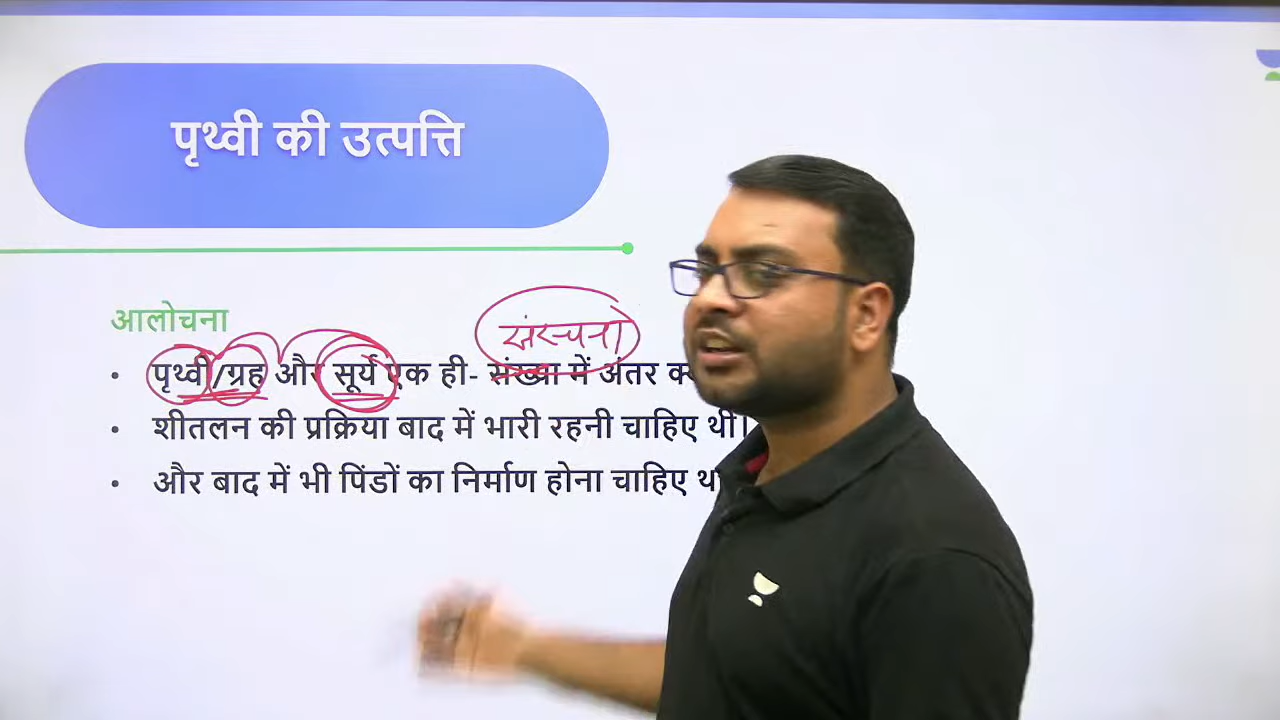 पृथ्वी की उत्पत्ति
आलोचना
संरचना
• पृथ्वी/ग्रह और सूर्य एक ही- संख्या में अंतर
• शीतलन की प्रक्रिया बाद में भारी रहनी चाहिए थी।
• और बाद में भी पिंडों का निर्माण होना चाहिए